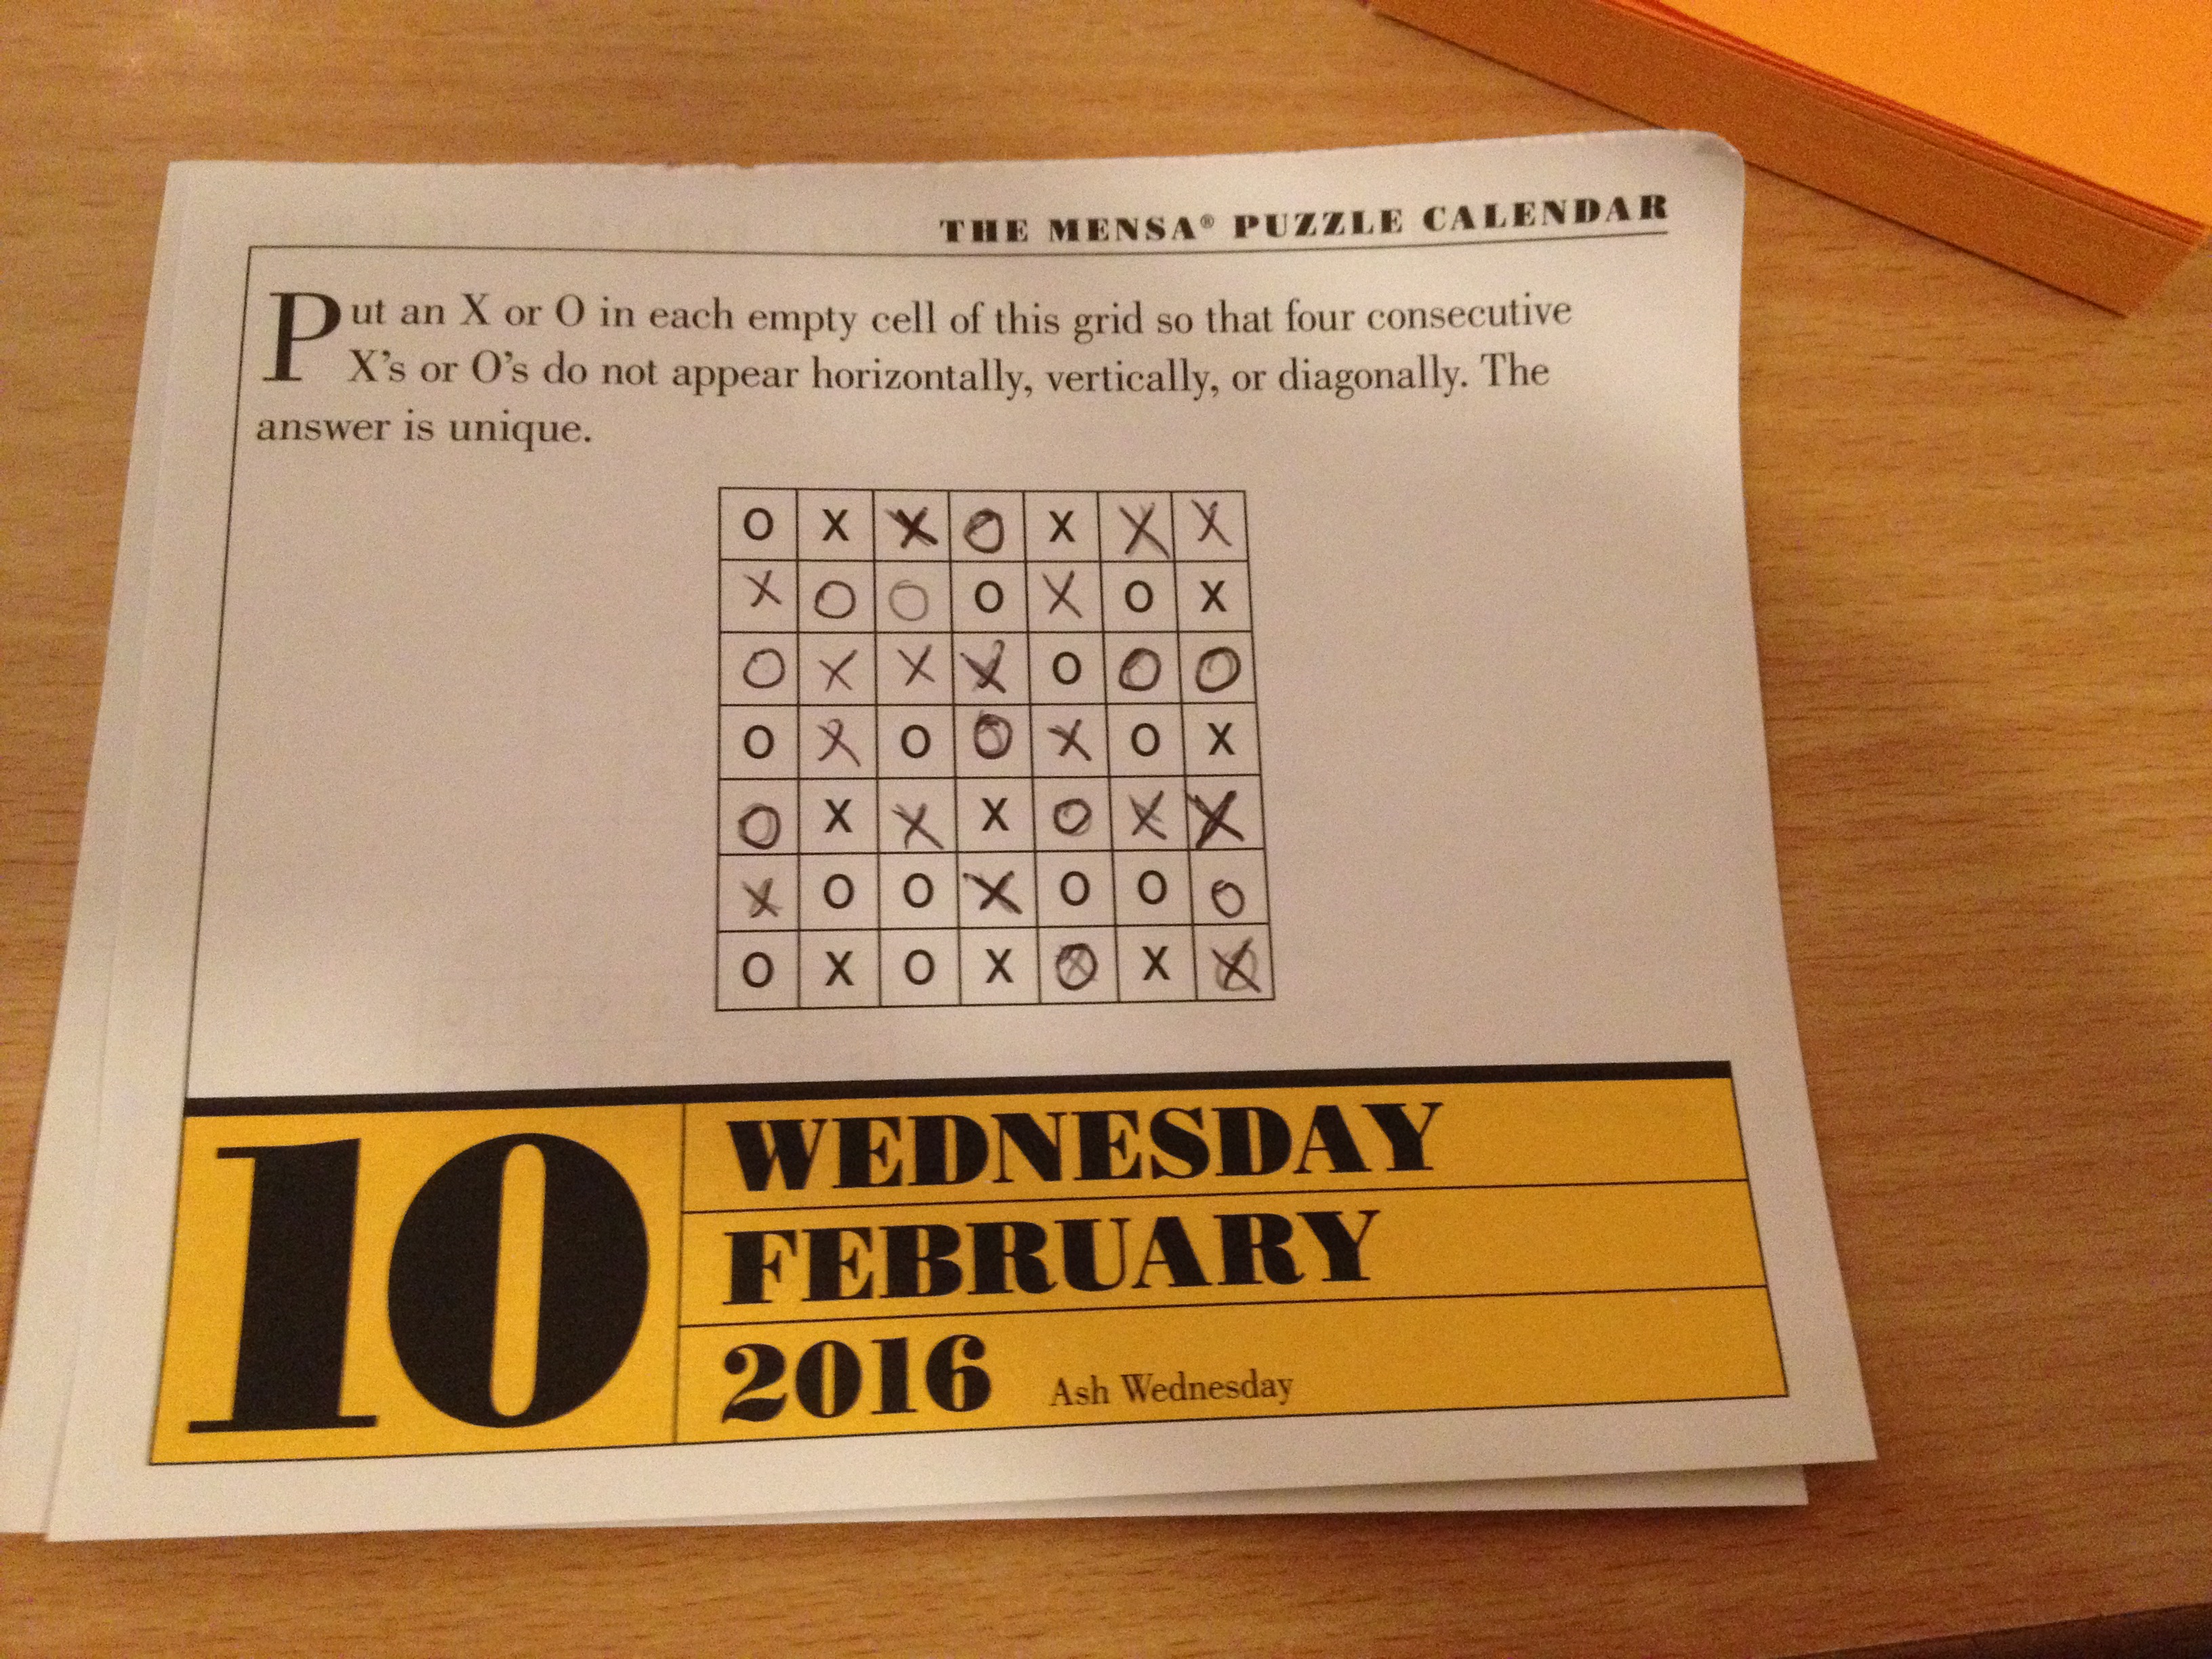 THE MENSA® PUZZLE CALENDAR
Put an X or O in each empty cell of this grid so that four consecutive
X's or O's do not appear horizontally, vertically, or diagonally. The
answer is unique.
O X X O X X X
X O O O X O X
O X X X O O O
O X O O X O X
O X X X O X X
X O O X O O O
O X O X O X X
10
WEDNESDAY
FEBRUARY
2016 Ash Wednesday